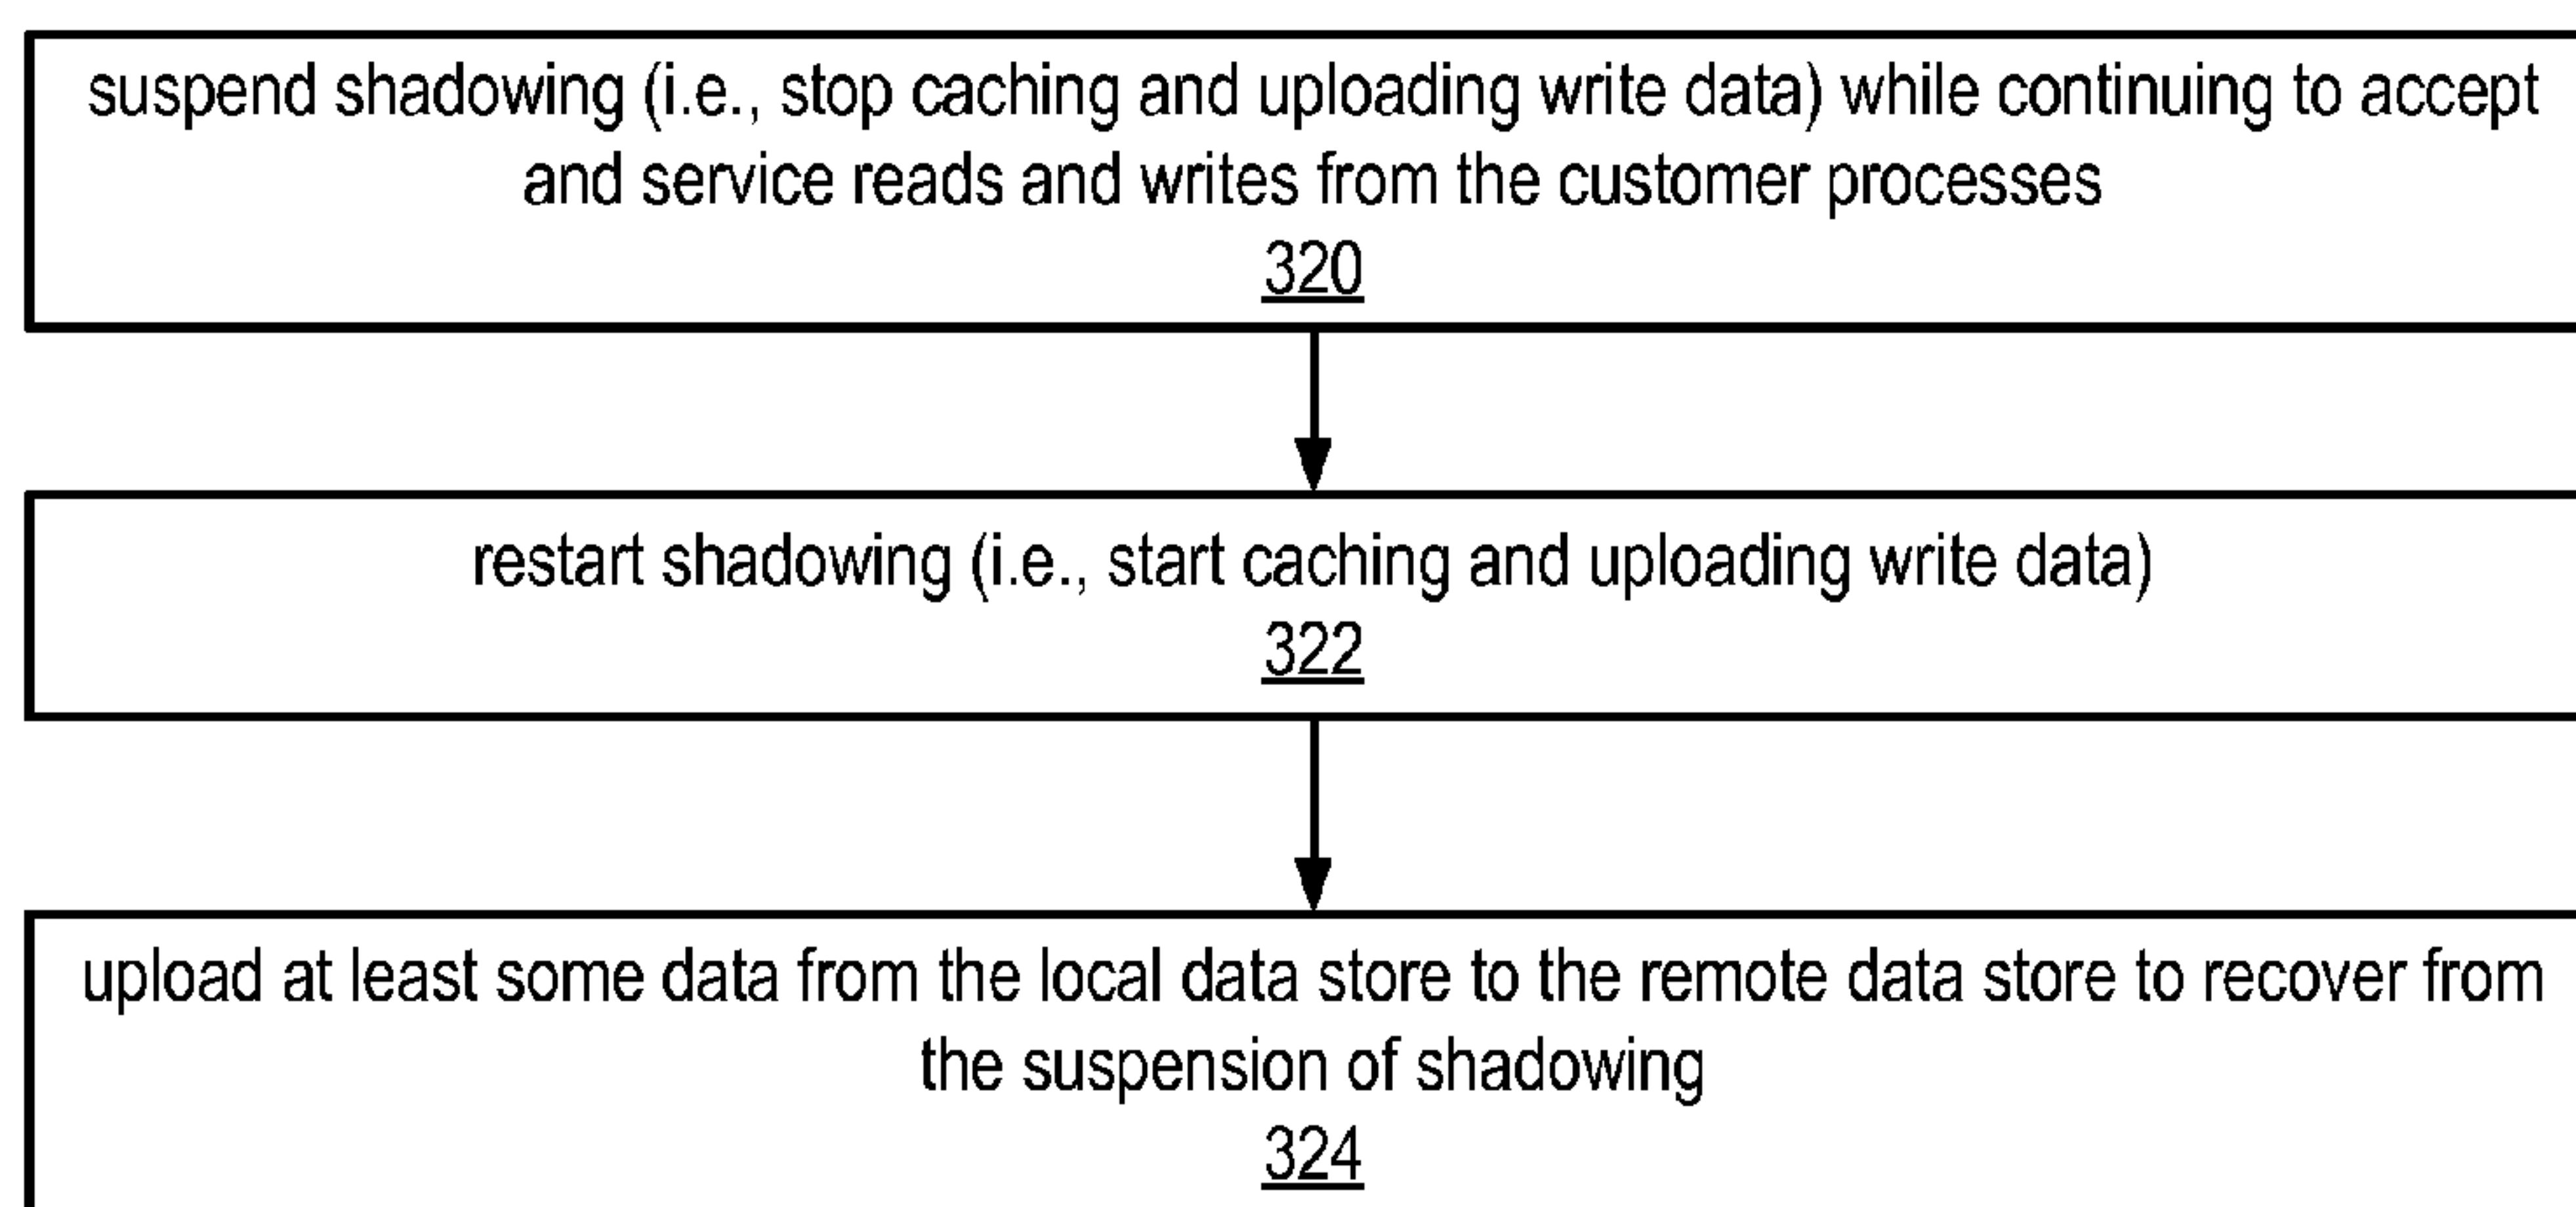 suspend shadowing (i.e., stop caching and uploading write data) while continuing to accept
and service reads and writes from the customer processes
320
restart shadowing (i.e., start caching and uploading write data)
322
upload at least some data from the local data store to the remote data store to recover from
the suspension of shadowing
324